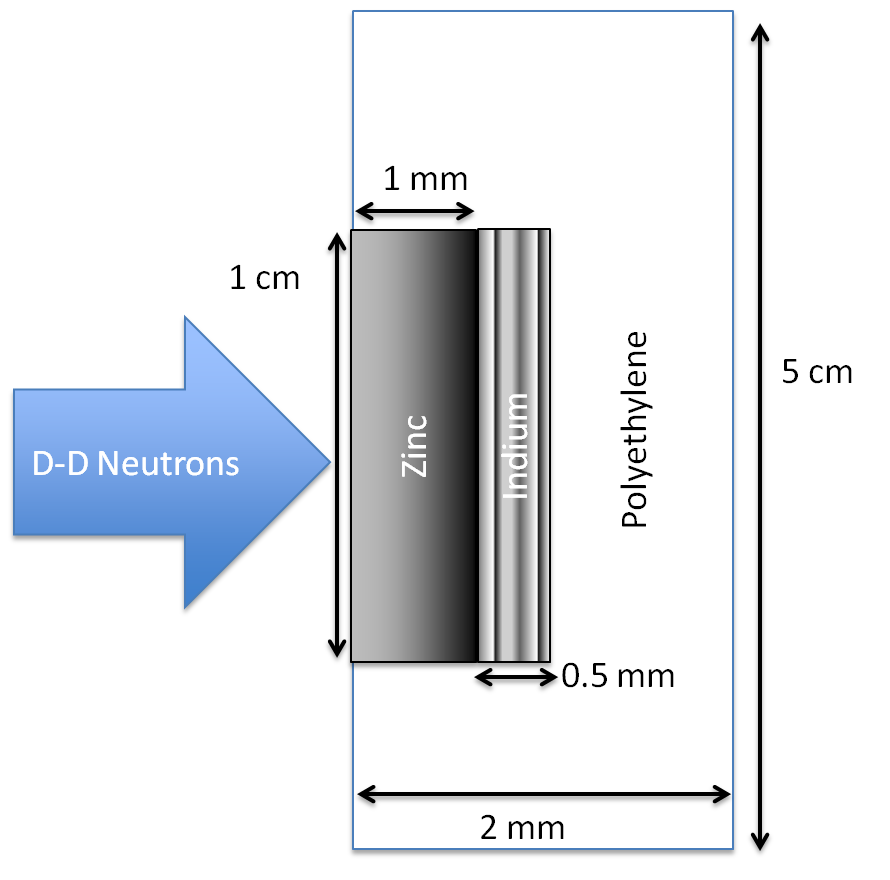 1 mm
1 cm
D-D Neutrons
Zinc
Indium
Polyethylene
5 cm
0.5 mm
2 mm